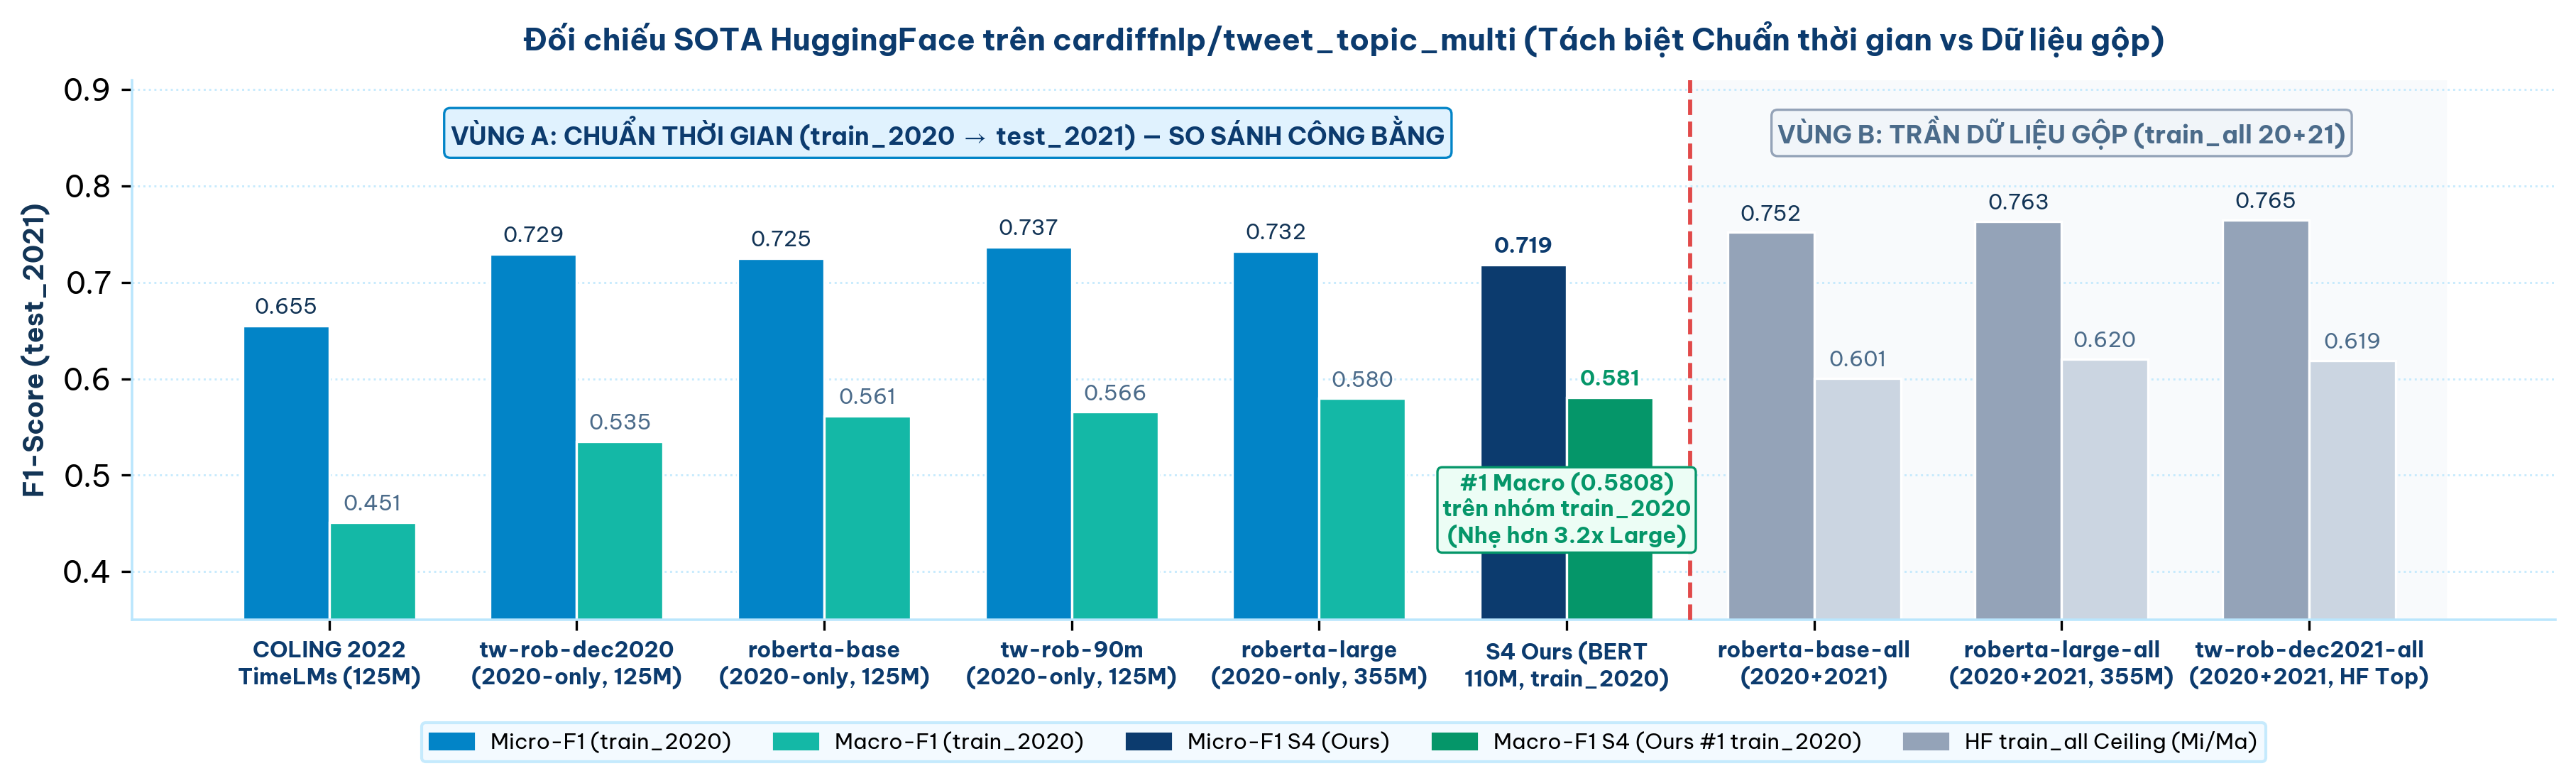 Đối chiếu SOTA HuggingFace trên cardiffnlp/tweet_topic_multi (Tách biệt Chuẩn thời gian vs Dữ liệu gộp)
VÙNG A: CHUẨN THỜI GIAN (train_2020 → test_2021) — SO SÁNH CÔNG BẰNG
VÙNG B: TRẦN DỮ LIỆU GỘP (train_all 20+21)
F1-Score (test_2021)
0.9
0.8
0.7
0.6
0.5
0.4
0.655
0.451
0.729
0.535
0.725
0.561
0.737
0.566
0.732
0.580
0.719
0.581
0.752
0.601
0.763
0.620
0.765
0.619
#1 Macro (0.5808)
trên nhóm train_2020
(Nhẹ hơn 3.2x Large)
COLING 2022
TimeLMs (125M)
tw-rob-dec2020
(2020-only, 125M)
roberta-base
(2020-only, 125M)
tw-rob-90m
(2020-only, 125M)
roberta-large
(2020-only, 355M)
S4 Ours (BERT
110M, train_2020)
roberta-base-all
(2020+2021)
roberta-large-all
(2020+2021, 355M)
tw-rob-dec2021-all
(2020+2021, HF Top)
Micro-F1 (train_2020)
Macro-F1 (train_2020)
Micro-F1 S4 (Ours)
Macro-F1 S4 (Ours #1 train_2020)
HF train_all Ceiling (Mi/Ma)